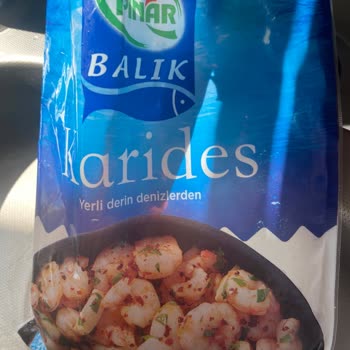 PINAR
BALIK
karides
Yerli derin denizlerden